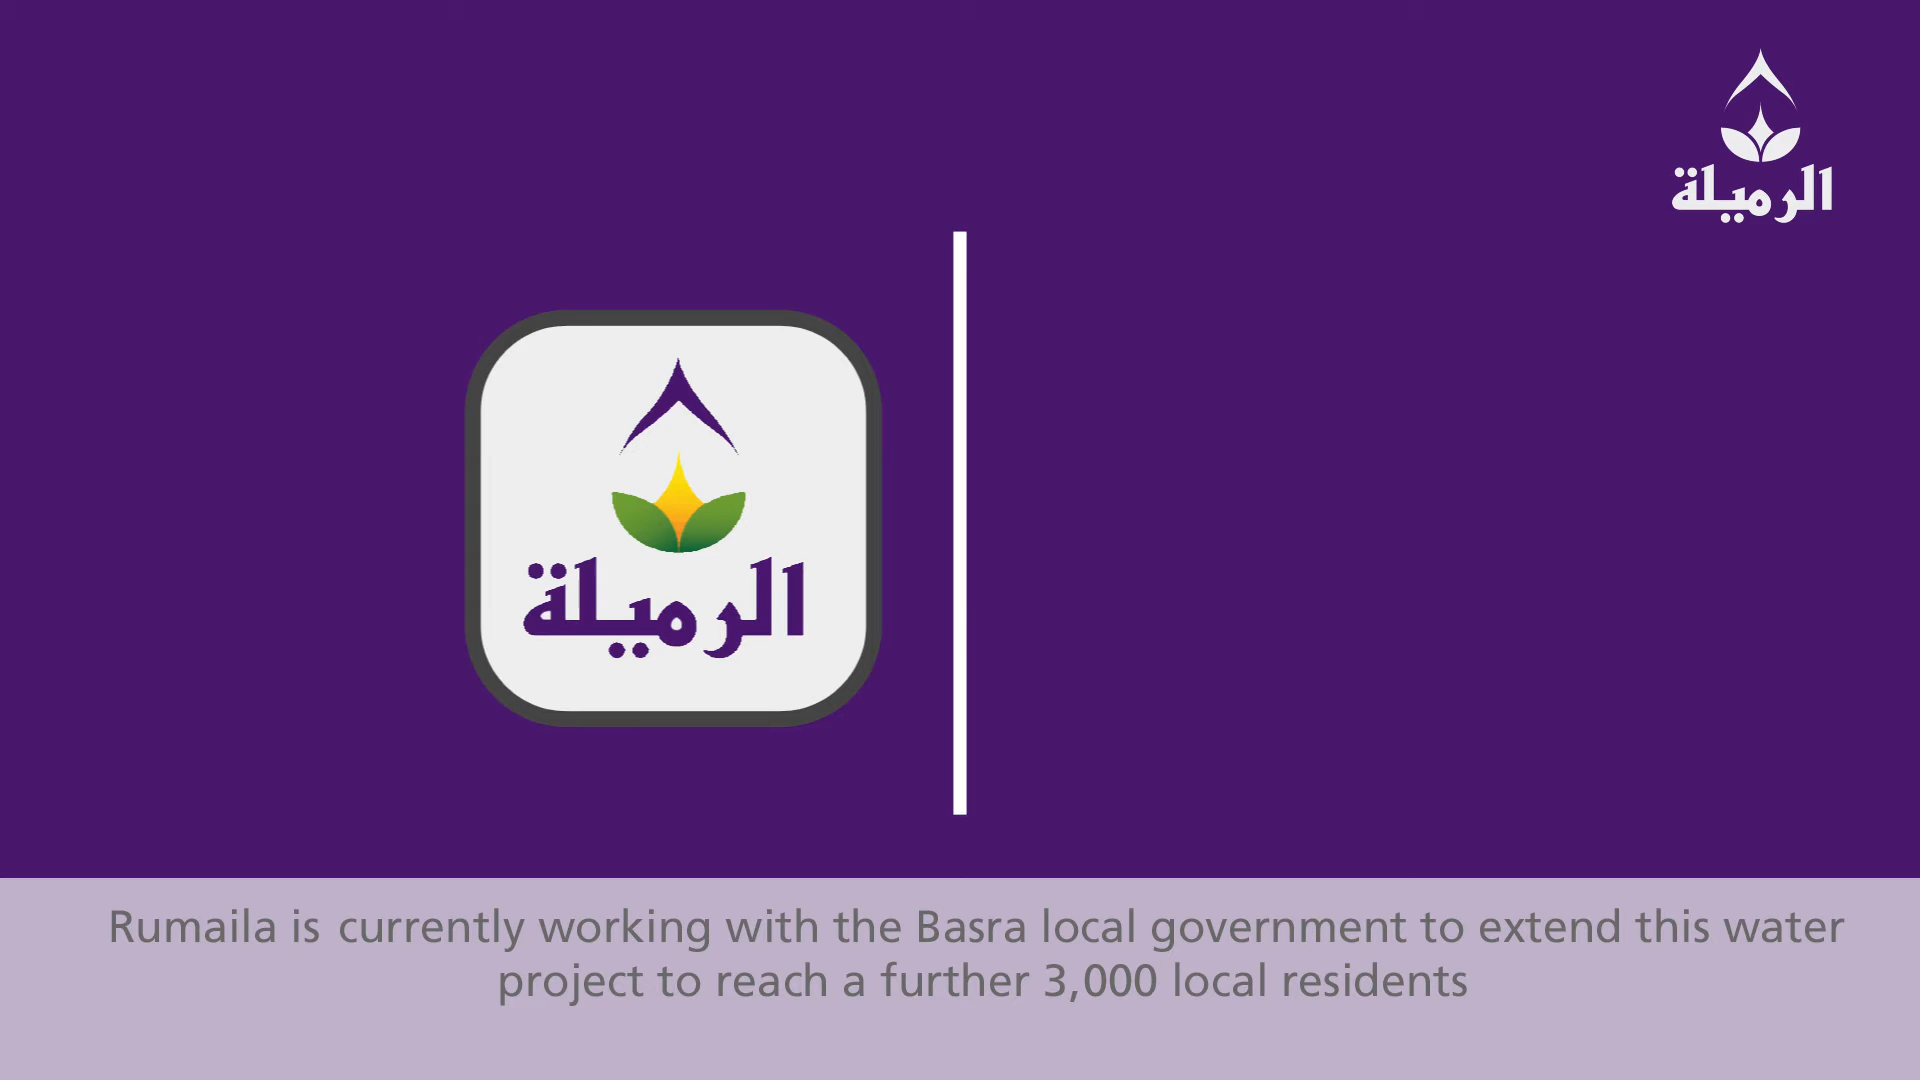 الرميلة
الرميلة
Rumaila is currently working with the Basra local government to extend this water
project to reach a further 3,000 local residents